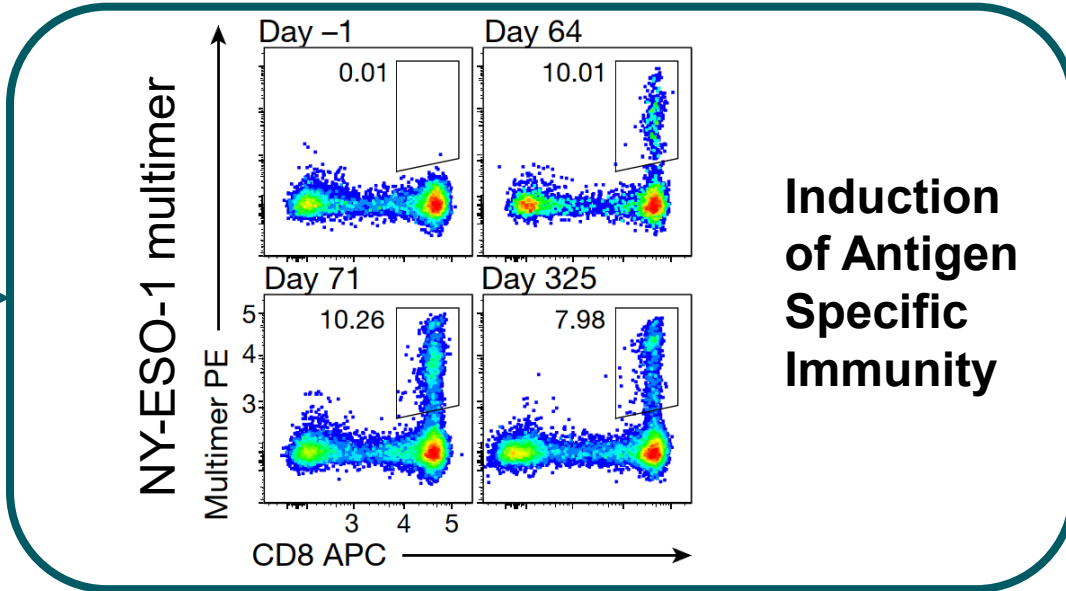 NY-ESO-1 multimer
Multimer PE
Day –1
0.01
Day 64
10.01
Day 71
10.26
5
4
3
Day 325
7.98
3 4 5
CD8 APC
Induction
of Antigen
Specific
Immunity